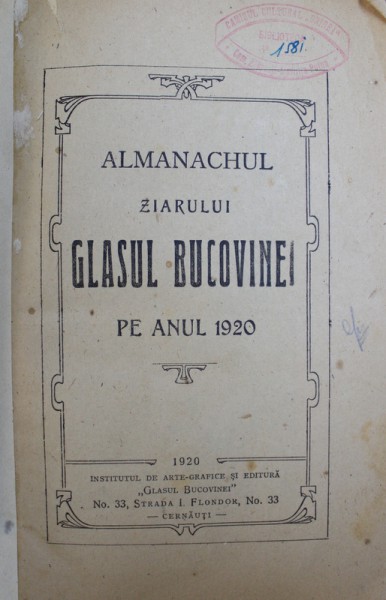 1581
ALMANACHUL
ZIARULUI
GLASUL BUCOVINEI
PE ANUL 1920
1920
INSTITUTUL DE ARTE-GRAFICE ȘI EDITURĂ
„GLASUL BUCOVINEI"
No. 33, STRADA I. FLONDOR, No. 33
— CERNĂUȚI —